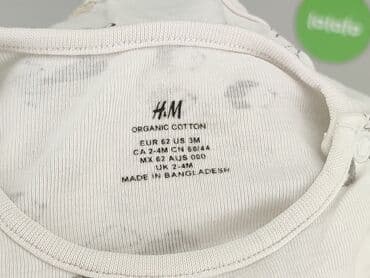 lalafo
H&M
ORGANIC COTTON
EUR 62 US 3M
CA 2-4M CN 66/44
MX 62 AUS 000
UK 2-4M
MADE IN BANGLADESH